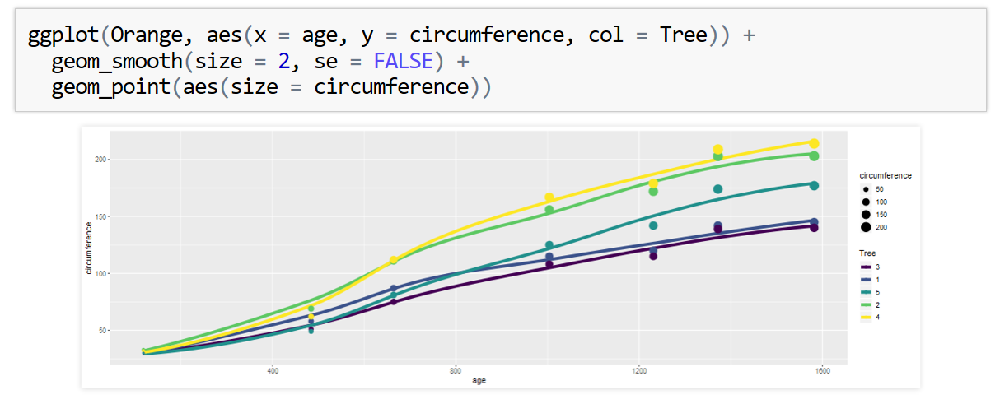 ggplot(Orange, aes(x = age, y = circumference, col = Tree)) +
  geom_smooth(size = 2, se = FALSE) +
  geom_point(aes(size = circumference))
200
150
100
50
circumference
400
800
1200
1600
age
circumference
50
100
150
200
Tree
3
1
5
2
4